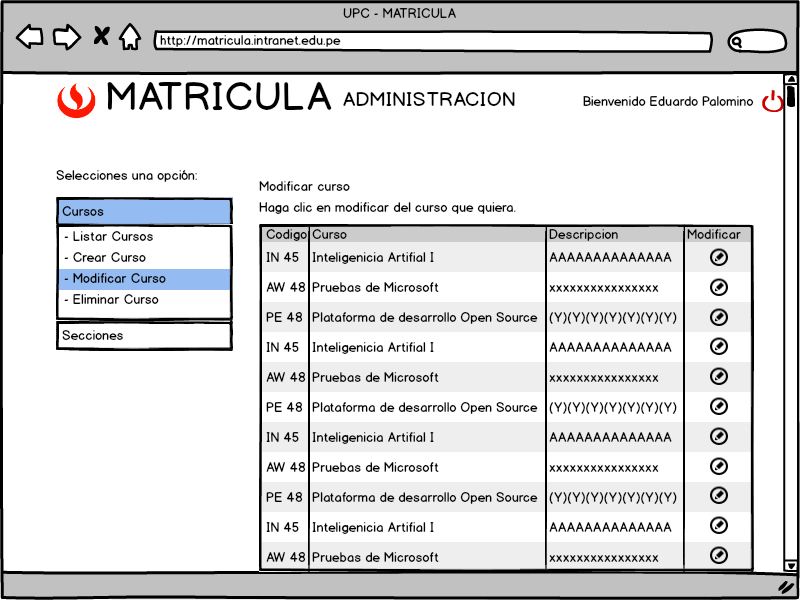 UPC - MATRICULA
http://matricula.intranet.edu.pe
MATRICULA ADMINISTRACION
Bienvenido Eduardo Palomino
Selecciones una opción:
Cursos
- Listar Cursos
- Crear Curso
- Modificar Curso
- Eliminar Curso
Secciones
Modificar curso
Haga clic en modificar del curso que quiera.
Codigo Curso Descripcion Modificar
IN 45 Inteligenicia Artifial I AAAAAAAAAAAAAA
AW 48 Pruebas de Microsoft xxxxxxxxxxxxxxxx
PE 48 Plataforma de desarrollo Open Source (Y)(Y)(Y)(Y)(Y)(Y)(Y)
IN 45 Inteligenicia Artifial I AAAAAAAAAAAAAA
AW 48 Pruebas de Microsoft xxxxxxxxxxxxxxxx
PE 48 Plataforma de desarrollo Open Source (Y)(Y)(Y)(Y)(Y)(Y)(Y)
IN 45 Inteligenicia Artifial I AAAAAAAAAAAAAA
AW 48 Pruebas de Microsoft xxxxxxxxxxxxxxxx
PE 48 Plataforma de desarrollo Open Source (Y)(Y)(Y)(Y)(Y)(Y)(Y)
IN 45 Inteligenicia Artifial I AAAAAAAAAAAAAA
AW 48 Pruebas de Microsoft xxxxxxxxxxxxxxxx